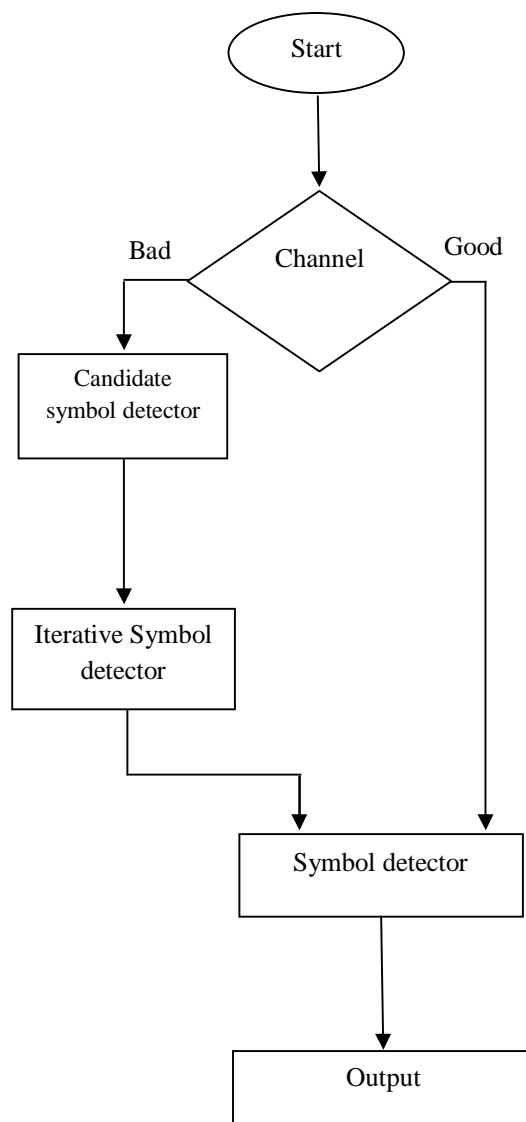 Start
Bad
Good
Channel
Candidate
symbol detector
Iterative Symbol
detector
Symbol detector
Output